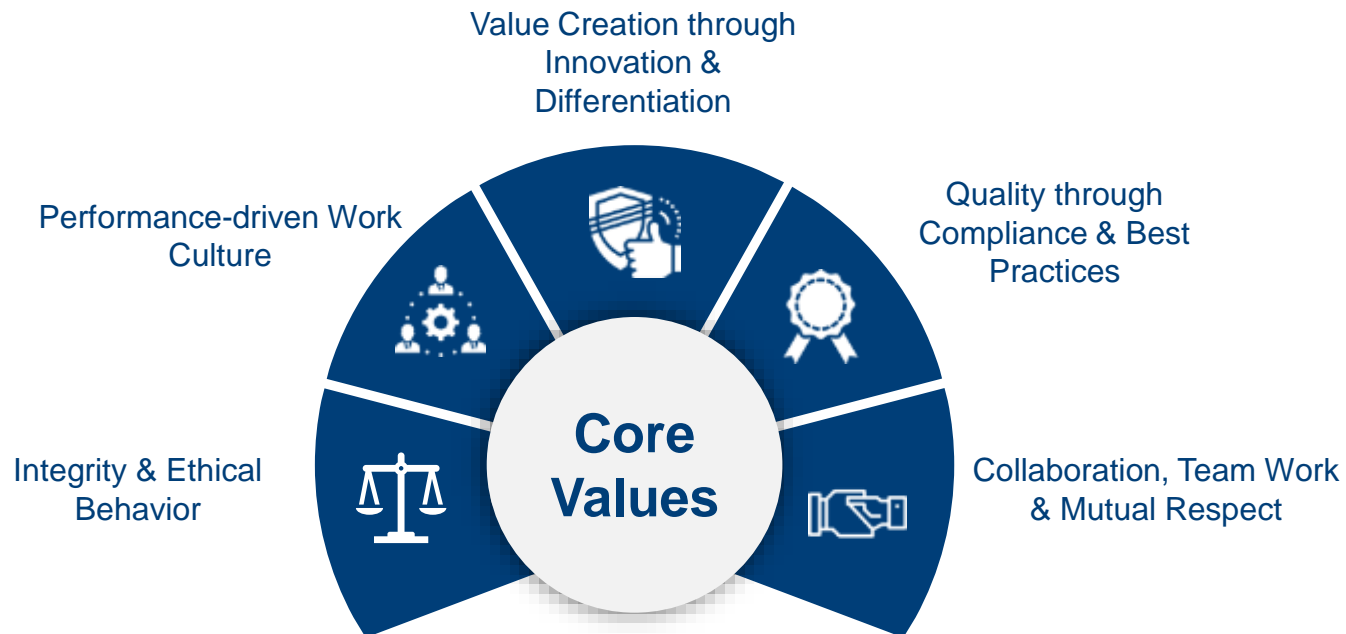 Value Creation through
Innovation &
Differentiation
Performance-driven Work
Culture
Quality through
Compliance & Best
Practices
Integrity & Ethical
Behavior
Core
Values
Collaboration, Team Work
& Mutual Respect